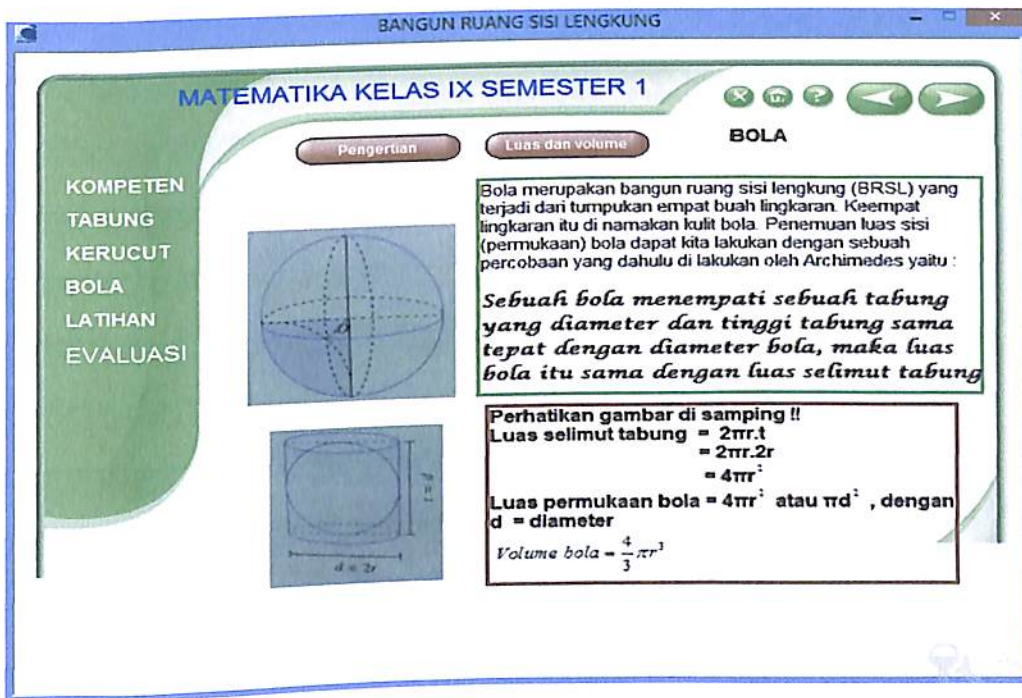 BANGUN RUANG SISI LENGKUNG
MATEMATIKA KELAS IX SEMESTER 1
Pengertian
Luas dan volume
BOLA
KOMPETEN
TABUNG
KERUCUT
BOLA
LATIHAN
EVALUASI
Bola merupakan bangun ruang sisi lengkung (BRSL) yang
terjadi dari tumpukan empat buah lingkaran. Keempat
lingkaran itu di namakan kulit bola. Penemuan luas sisi
(permukaan) bola dapat kita lakukan dengan sebuah
percobaan yang dahulu di lakukan oleh Archimedes yaitu :
Sebuah bola menempati sebuah tabung
yang diameter dan tinggi tabung sama
tepat dengan diameter bola, maka luas
bola itu sama dengan luas selimut tabung
Perhatikan gambar di samping !!
Luas selimut tabung = 2πr.t
= 2πr.2r
= 4πr²
Luas permukaan bola = 4πr² atau πd² , dengan
d = diameter
Volume bola = 4/3 πr³
d = 2r